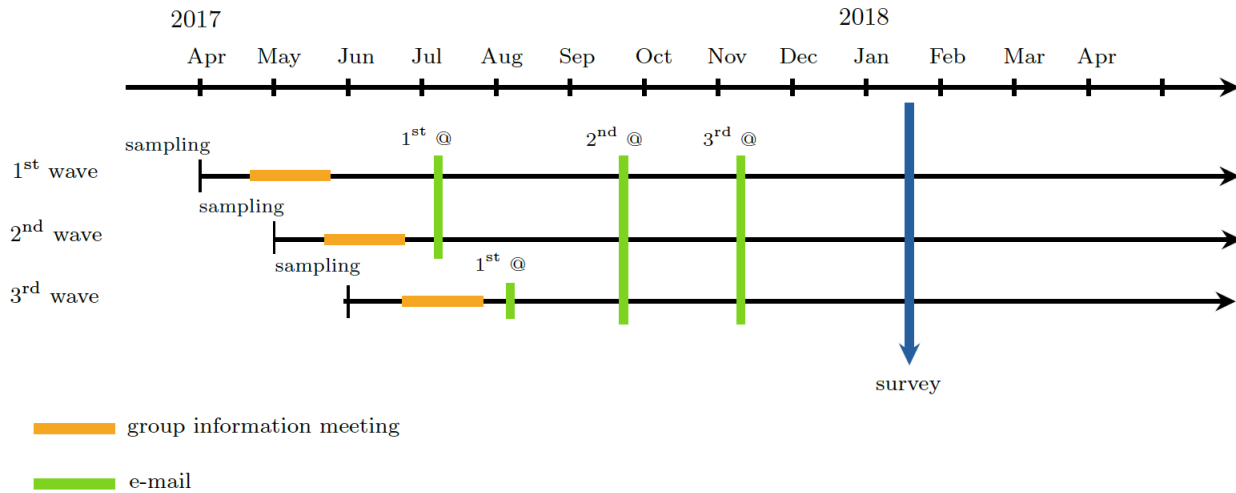 2017 2018
Apr May Jun Jul Aug Sep Oct Nov Dec Jan Feb Mar Apr
1st @ 2nd @ 3rd @
sampling
1st wave
sampling
2nd wave
sampling 1st @
3rd wave
survey
group information meeting
e-mail